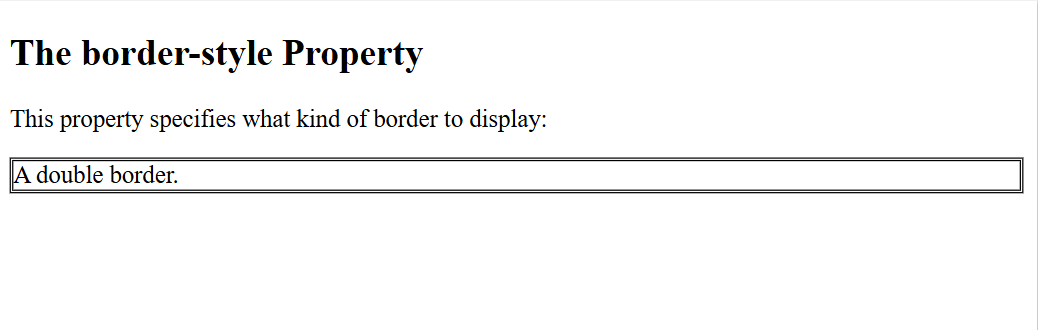 The border-style Property
This property specifies what kind of border to display:
A double border.